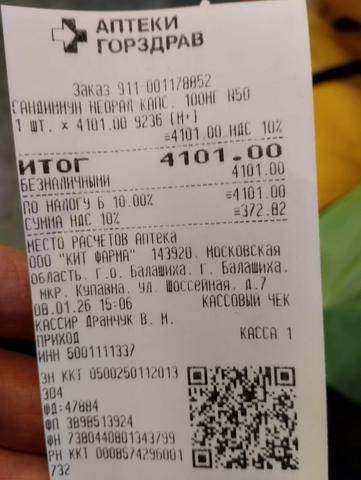 АПТЕКИ
ГОРЗДРАВ
Заказ 911-0011/8852
САНДИММУН НЕОРАЛ КАПС. 100МГ N50
1 ШТ. × 4101.00 9236 [М+]
≡4101.00 НДС 10%
ИТОГ 4101.00
БЕЗНАЛИЧНЫМИ 4101.00
ПО НАЛОГУ Б 10.00% ≡4101.00
СУММА НДС 10% ≡372.82
МЕСТО РАСЧЕТОВ Аптека
ООО "КИТ ФАРМА" 143920. Московская
область. Г.о. Балашиха. г. Балашиха.
мкр. Купавна. ул. Шоссейная. д.7
08.01.26 15:06 КАССОВЫЙ ЧЕК
КАССИР Дранчук В. М.
ПРИХОД КАССА 1
ИНН 5001111337
ЗН ККТ 0500250112013
304
ФД:47884
ФП 3898513924
ФН 7380440801343799
РН ККТ 0008574296001
732